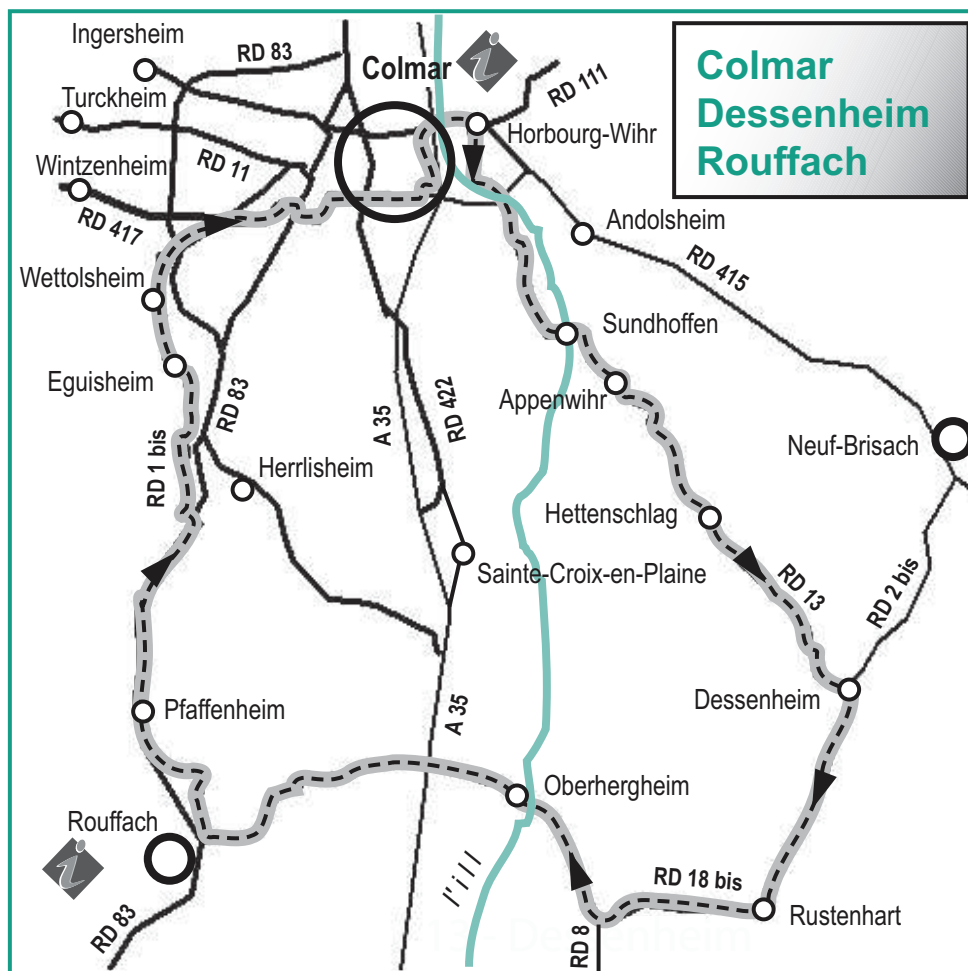 Ingersheim
RD 83
Colmar
i
Colmar
Dessenheim
Rouffach
Turckheim
RD 111
Horbourg-Wihr
Wintzenheim
RD 11
RD 417
Andolsheim
RD 415
Wettolsheim
Sundhoffen
Eguisheim
RD 83
A 35
RD 422
Appenwihr
Neuf-Brisach
RD 1 bis
Herrlisheim
Hettenschlag
Sainte-Croix-en-Plaine
RD 13
RD 2 bis
Dessenheim
Pfaffenheim
A 35
Oberhergheim
Rouffach
i
l'ill
RD 18 bis
Rustenhart
RD 83
RD 8
13 - Dessenheim